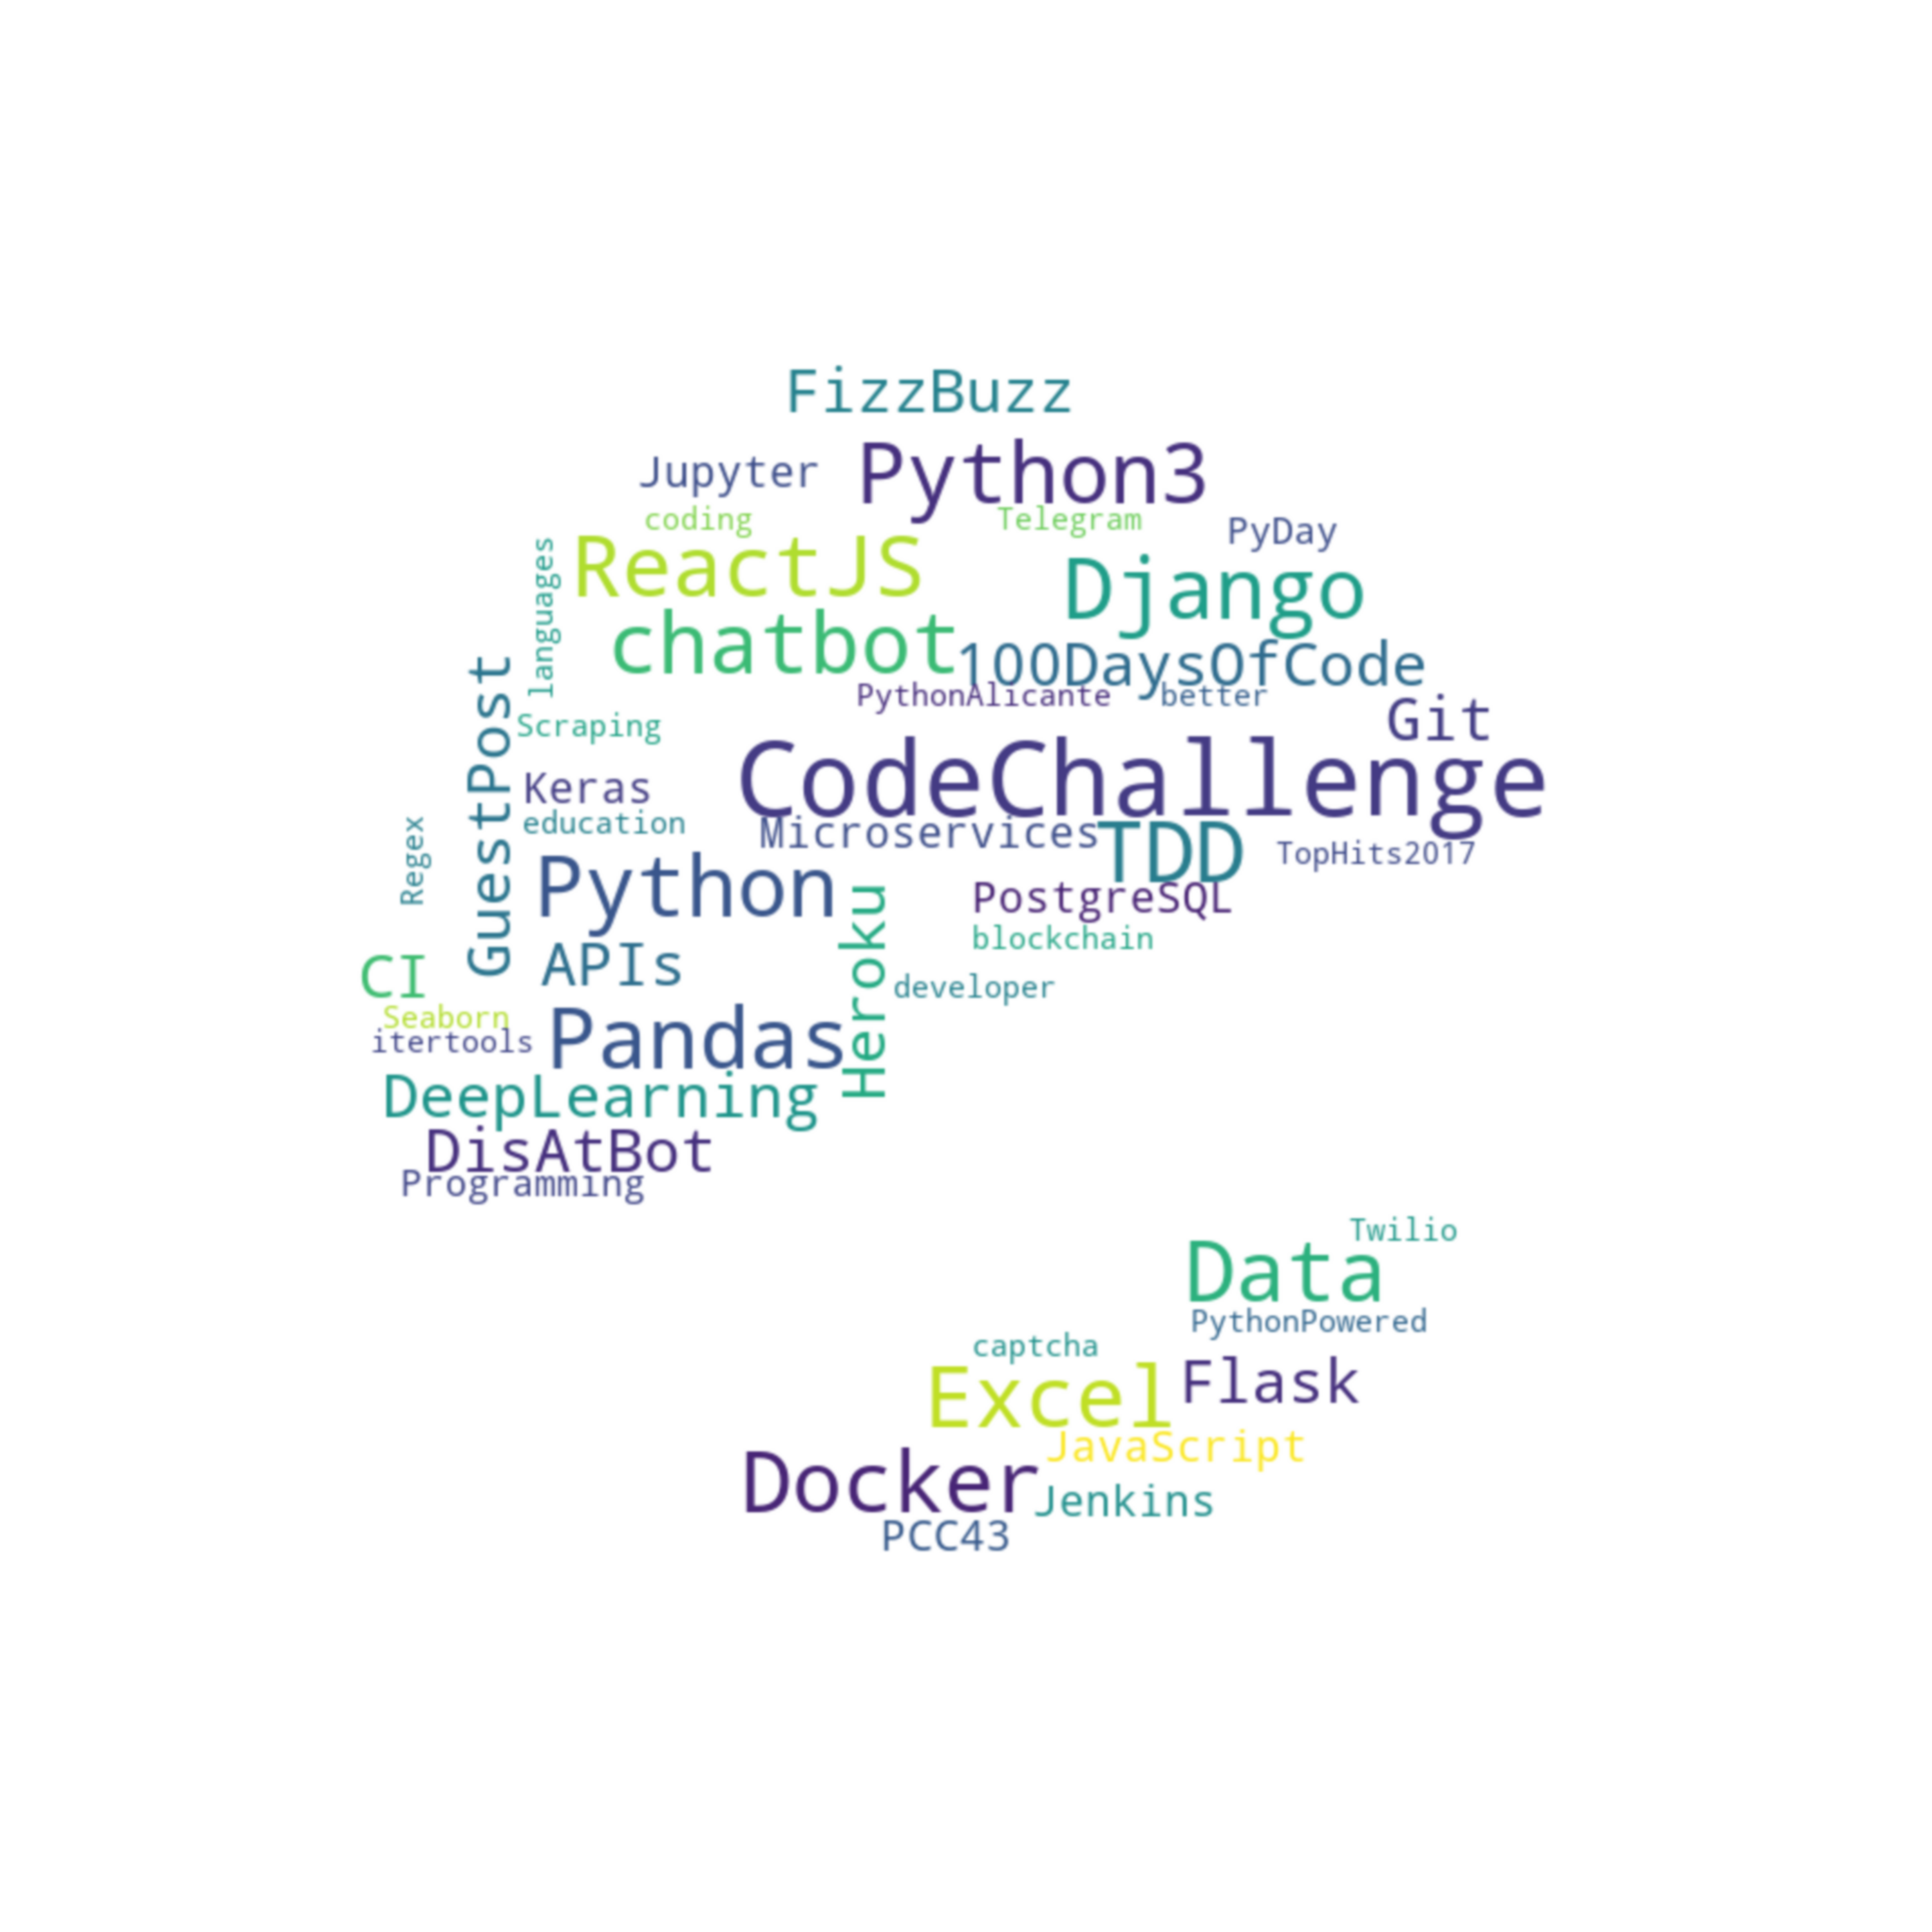 FizzBuzz
Python3
Jupyter
coding
Telegram
PyDay
ReactJS
Django
languages
chatbot
100DaysOfCode
PythonAlicante
better
Git
GuestPost
Scraping
CodeChallenge
Keras
education
Microservices
TDD
TopHits2017
Regex
Python
PostgreSQL
Heroku
blockchain
CI
APIs
developer
Seaborn
itertools
Pandas
DeepLearning
DisAtBot
Programming
Twilio
Data
PythonPowered
captcha
Excel
Flask
JavaScript
Docker
Jenkins
PCC43